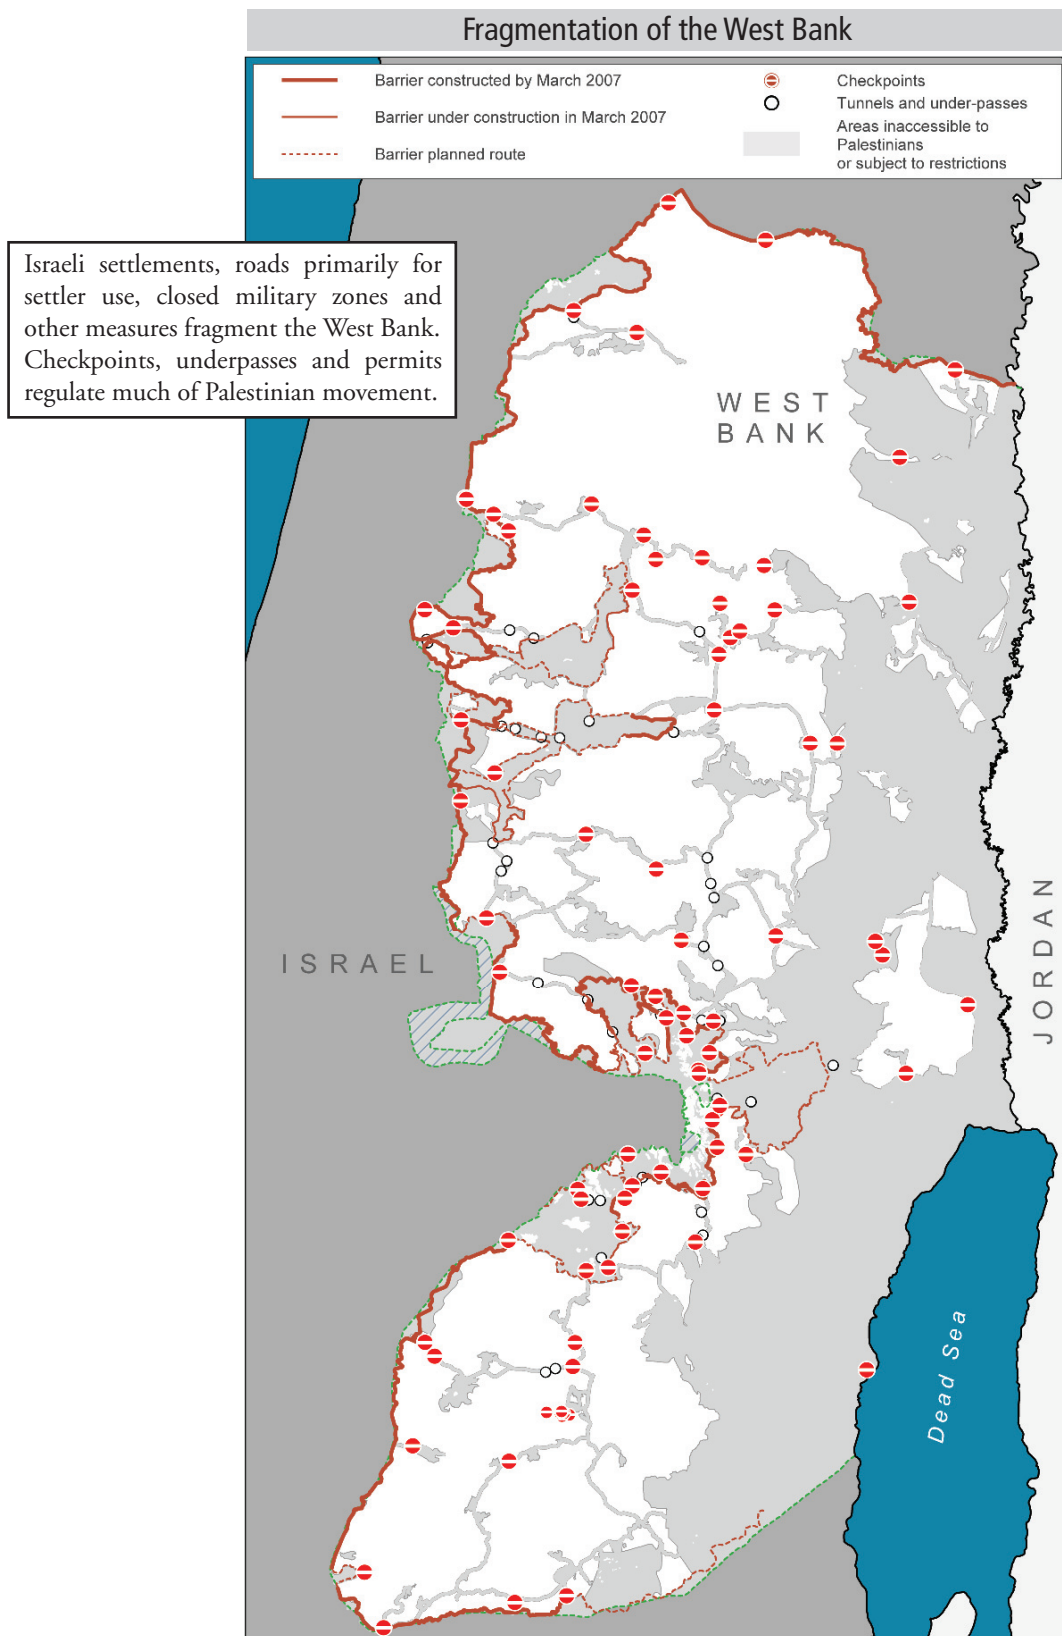 Fragmentation of the West Bank
Barrier constructed by March 2007
Barrier under construction in March 2007
Barrier planned route
Checkpoints
Tunnels and under-passes
Areas inaccessible to
Palestinians
or subject to restrictions
Israeli settlements, roads primarily for
settler use, closed military zones and
other measures fragment the West Bank.
Checkpoints, underpasses and permits
regulate much of Palestinian movement.
WEST
BANK
ISRAEL
JORDAN
Dead Sea